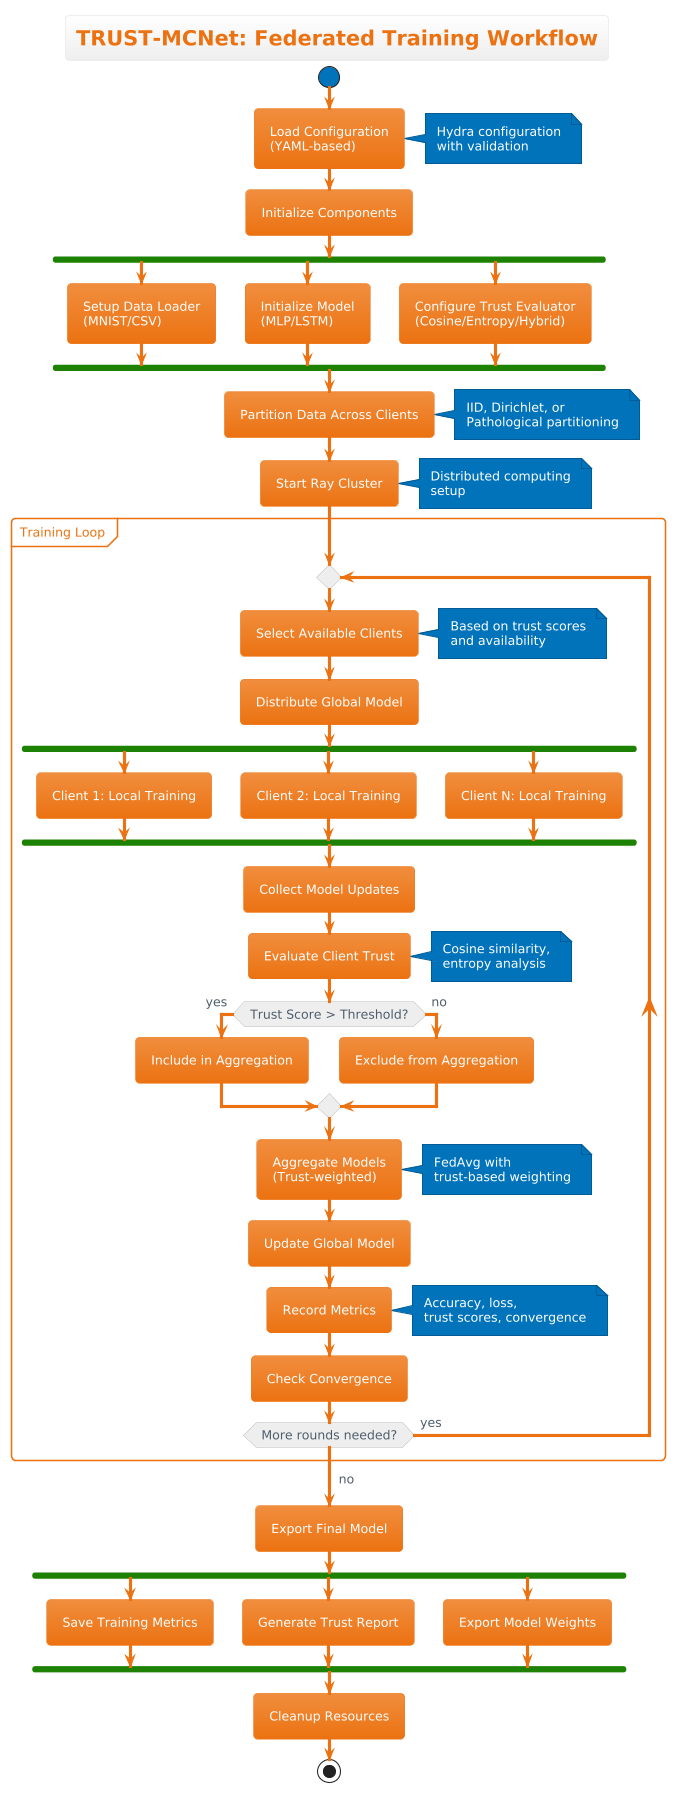 TRUST-MCNet: Federated Training Workflow
Load Configuration
(YAML-based)
Hydra configuration
with validation
Initialize Components
Setup Data Loader
(MNIST/CSV)
Initialize Model
(MLP/LSTM)
Configure Trust Evaluator
(Cosine/Entropy/Hybrid)
Partition Data Across Clients
IID, Dirichlet, or
Pathological partitioning
Start Ray Cluster
Distributed computing
setup
Training Loop
Select Available Clients
Based on trust scores
and availability
Distribute Global Model
Client 1: Local Training
Client 2: Local Training
Client N: Local Training
Collect Model Updates
Evaluate Client Trust
Cosine similarity,
entropy analysis
yes
Trust Score > Threshold?
no
Include in Aggregation
Exclude from Aggregation
Aggregate Models
(Trust-weighted)
FedAvg with
trust-based weighting
Update Global Model
Record Metrics
Accuracy, loss,
trust scores, convergence
Check Convergence
More rounds needed?
yes
no
Export Final Model
Save Training Metrics
Generate Trust Report
Export Model Weights
Cleanup Resources